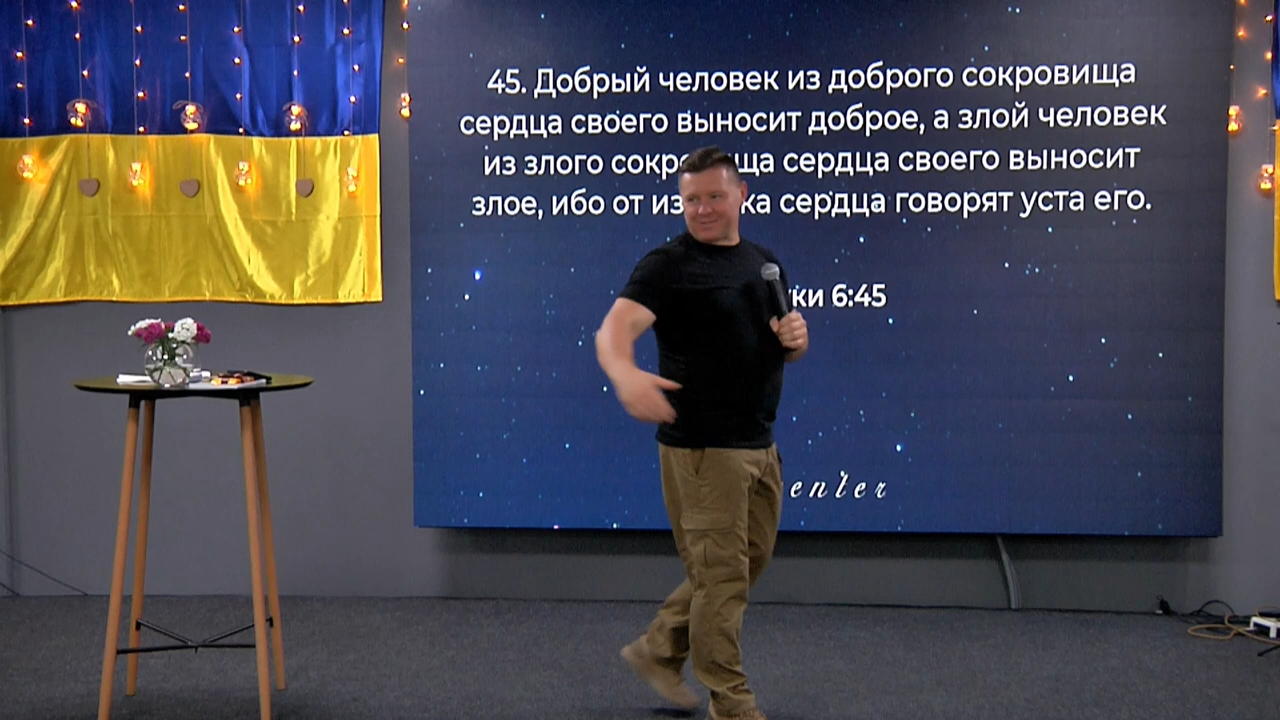 45. Добрый человек из доброго сокровища
сердца своего выносит доброе, а злой человек
из злого сердца своего выносит
злое, ибо от сердца говорят уста его.
6:45